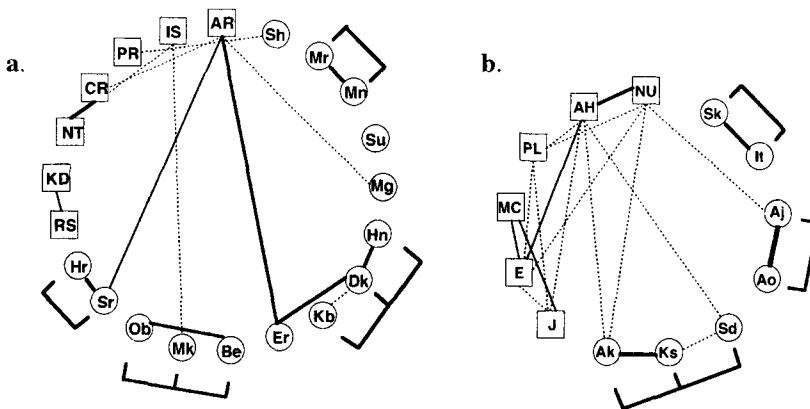 a.
IS
AR
Sh
PR
CR
NT
KD
RS
Hr
Sr
Ob
Mk
Be
Er
Kb
Dk
Hn
Mg
Su
Mn
Mr
b.
AH
NU
PL
MC
E
J
Ak
Ks
Sd
Ao
Aj
It
Sk